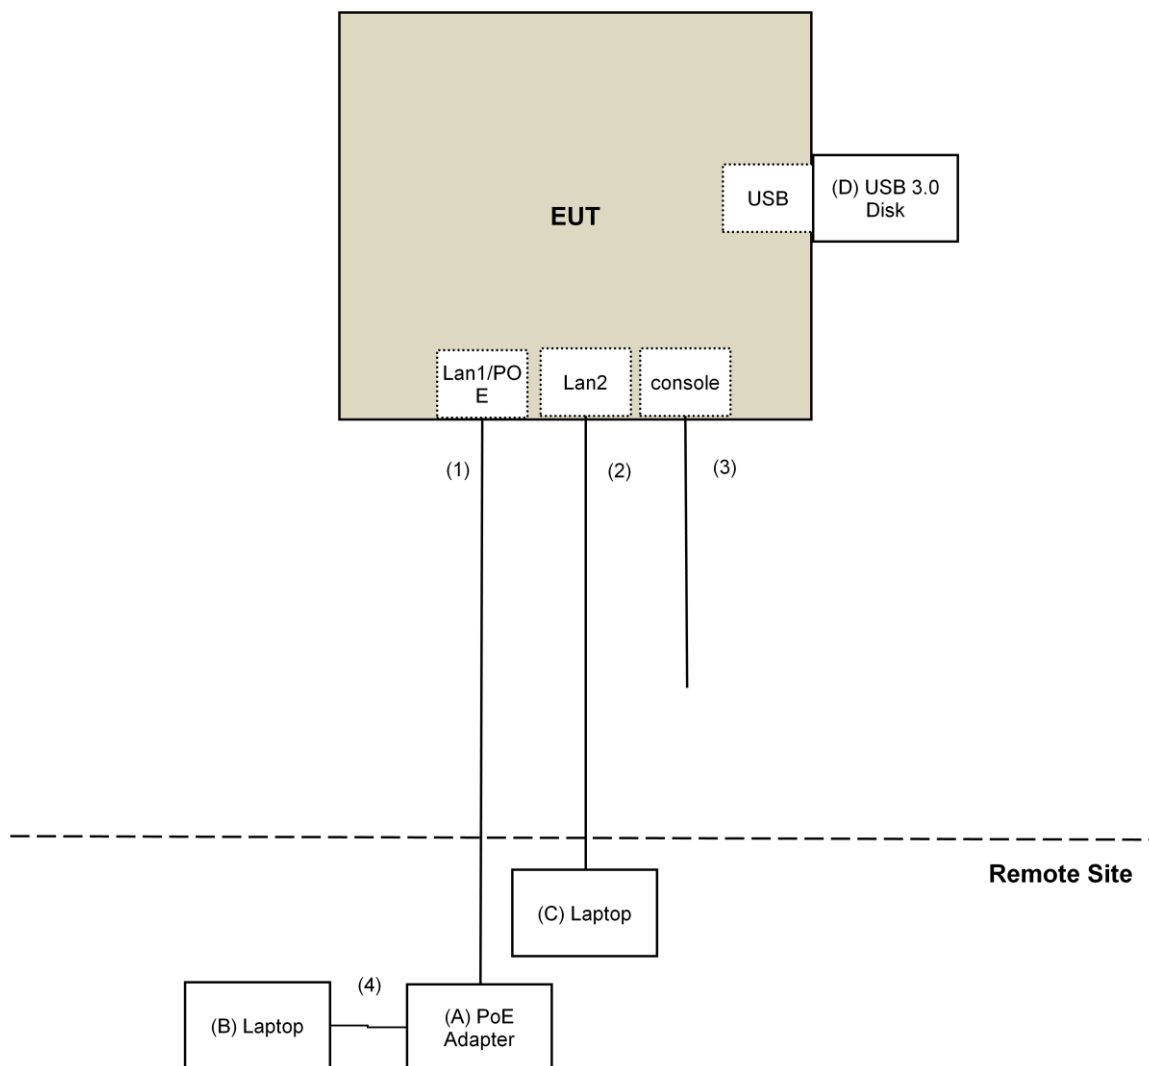 USB
(D) USB 3.0
Disk
EUT
Lan1/PO
E
Lan2
console
(1)
(2)
(3)
Remote Site
(C) Laptop
(4)
(B) Laptop
(A) PoE
Adapter